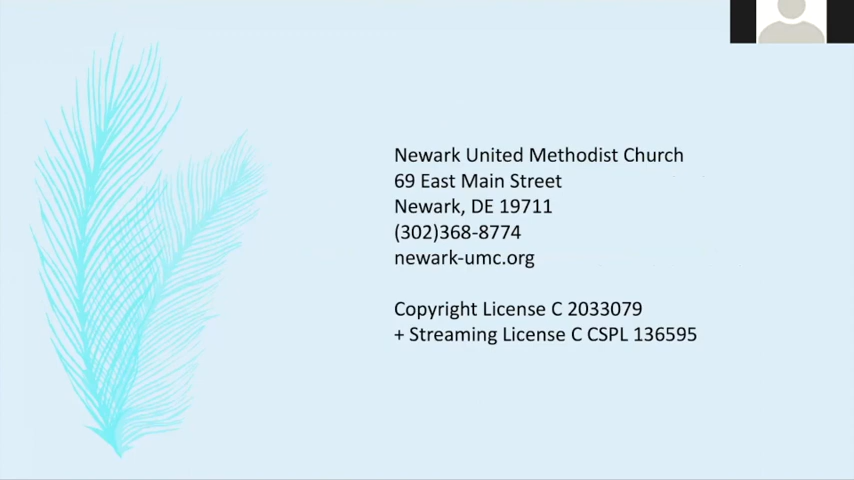 Newark United Methodist Church
69 East Main Street
Newark, DE 19711
(302)368-8774
newark-umc.org
Copyright License C 2033079
+ Streaming License C CSPL 136595